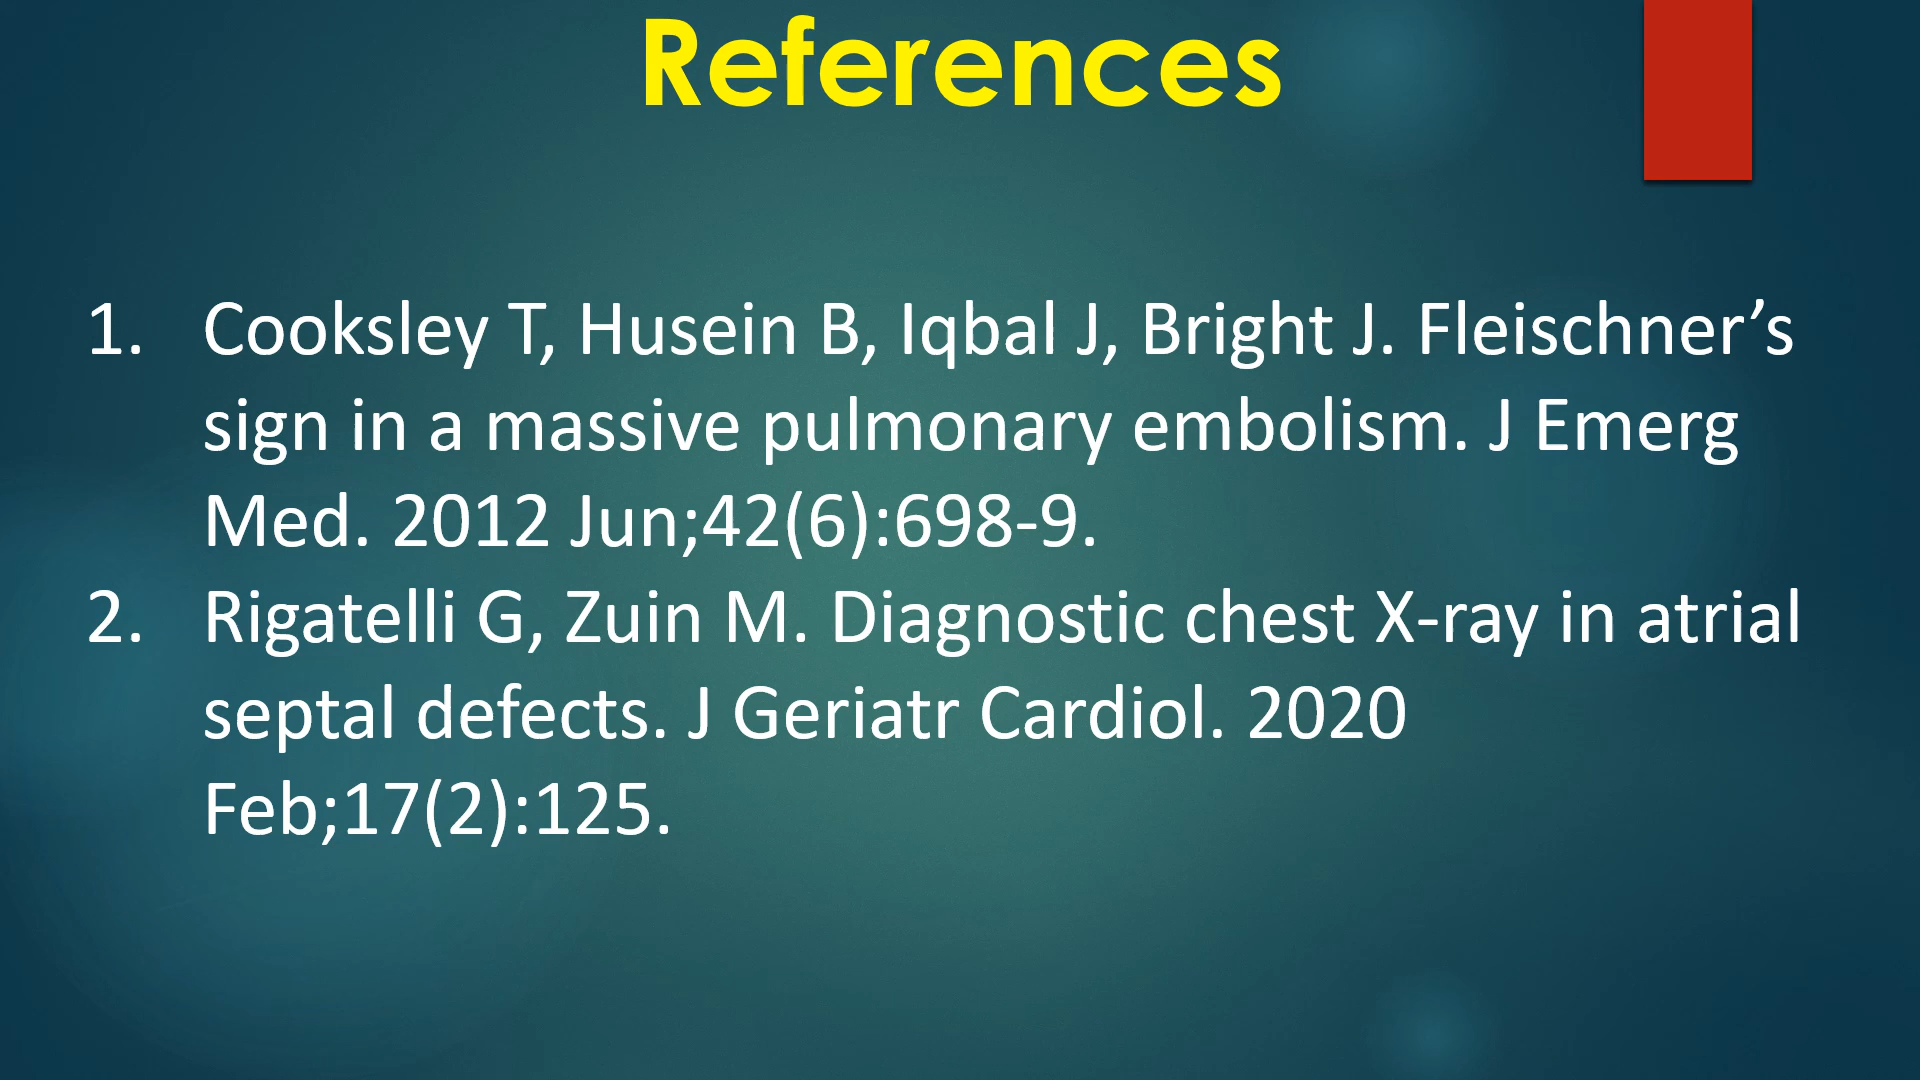 References
1. Cooksley T, Husein B, Iqbal J, Bright J. Fleischner’s
sign in a massive pulmonary embolism. J Emerg
Med. 2012 Jun;42(6):698-9.
2. Rigatelli G, Zuin M. Diagnostic chest X-ray in atrial
septal defects. J Geriatr Cardiol. 2020
Feb;17(2):125.